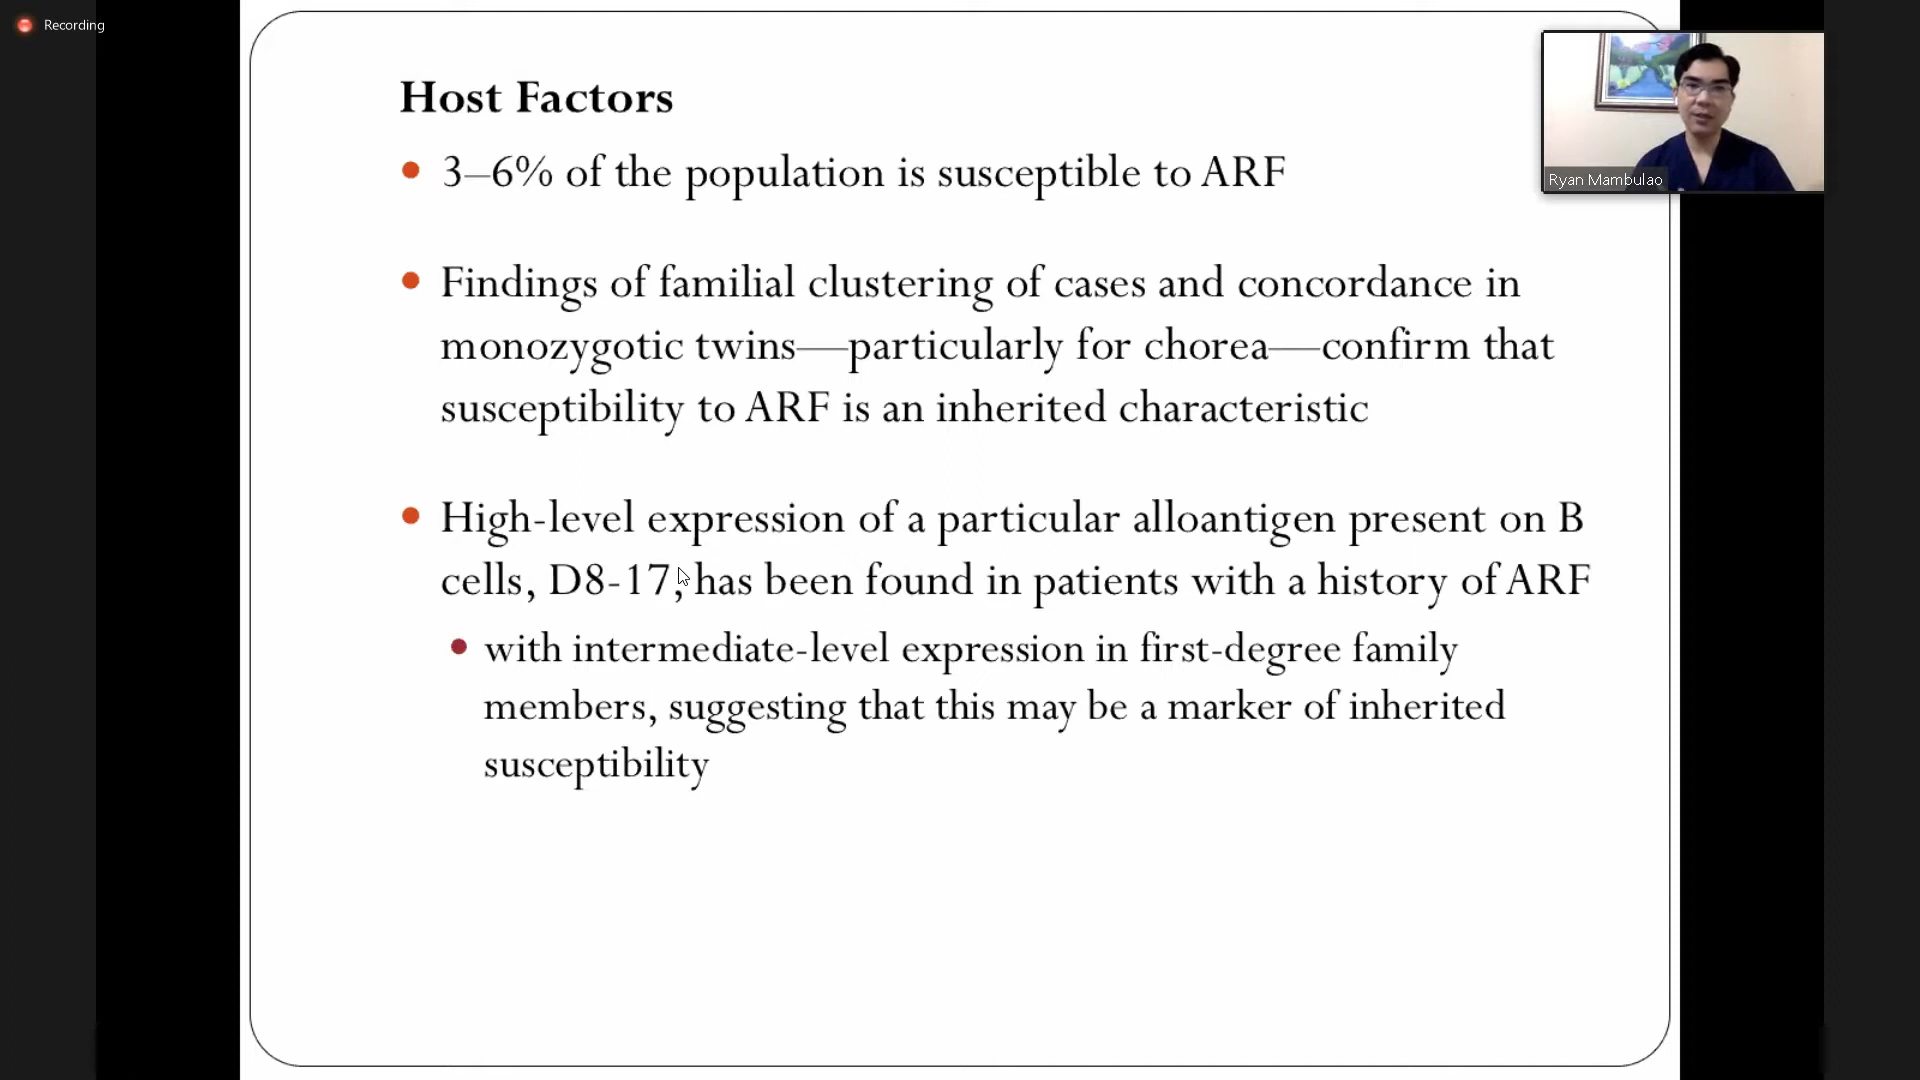 Recording
Host Factors
3–6% of the population is susceptible to ARF
Findings of familial clustering of cases and concordance in
monozygotic twins—particularly for chorea—confirm that
susceptibility to ARF is an inherited characteristic
High-level expression of a particular alloantigen present on B
cells, D8-17, has been found in patients with a history of ARF
with intermediate-level expression in first-degree family
members, suggesting that this may be a marker of inherited
susceptibility
Ryan Mambulao